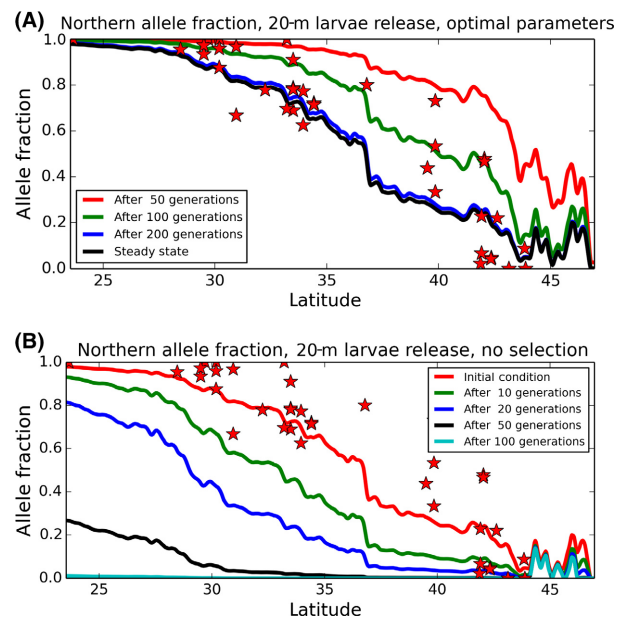 (A) Northern allele fraction, 20-m larvae release, optimal parameters
1.0
0.8
0.6
0.4
0.2
0.0
Allele fraction
After 50 generations
After 100 generations
After 200 generations
Steady state
25 30 35 40 45
Latitude
(B) Northern allele fraction, 20-m larvae release, no selection
1.0
0.8
0.6
0.4
0.2
0.0
Allele fraction
Initial condition
After 10 generations
After 20 generations
After 50 generations
After 100 generations
25 30 35 40 45
Latitude